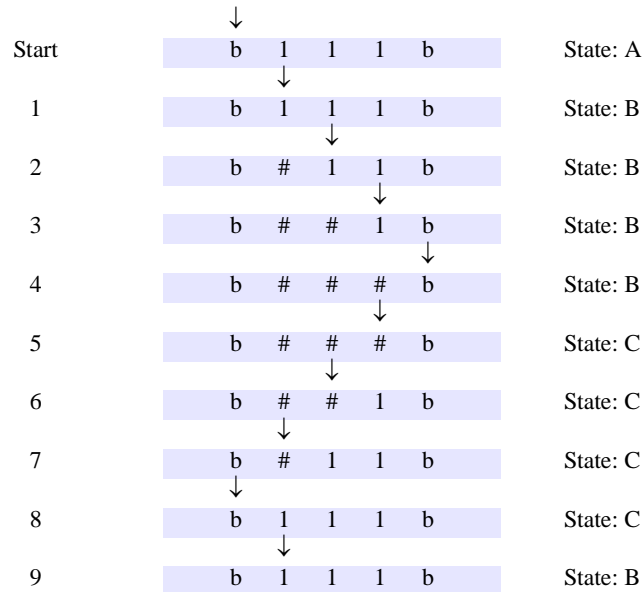 ↓
Start b 1 1 1 b State: A
↓
1 b 1 1 1 b State: B
↓
2 b # 1 1 b State: B
↓
3 b # # 1 b State: B
↓
4 b # # # b State: B
↓
5 b # # # b State: C
↓
6 b # # 1 b State: C
↓
7 b # 1 1 b State: C
↓
8 b 1 1 1 b State: C
↓
9 b 1 1 1 b State: B